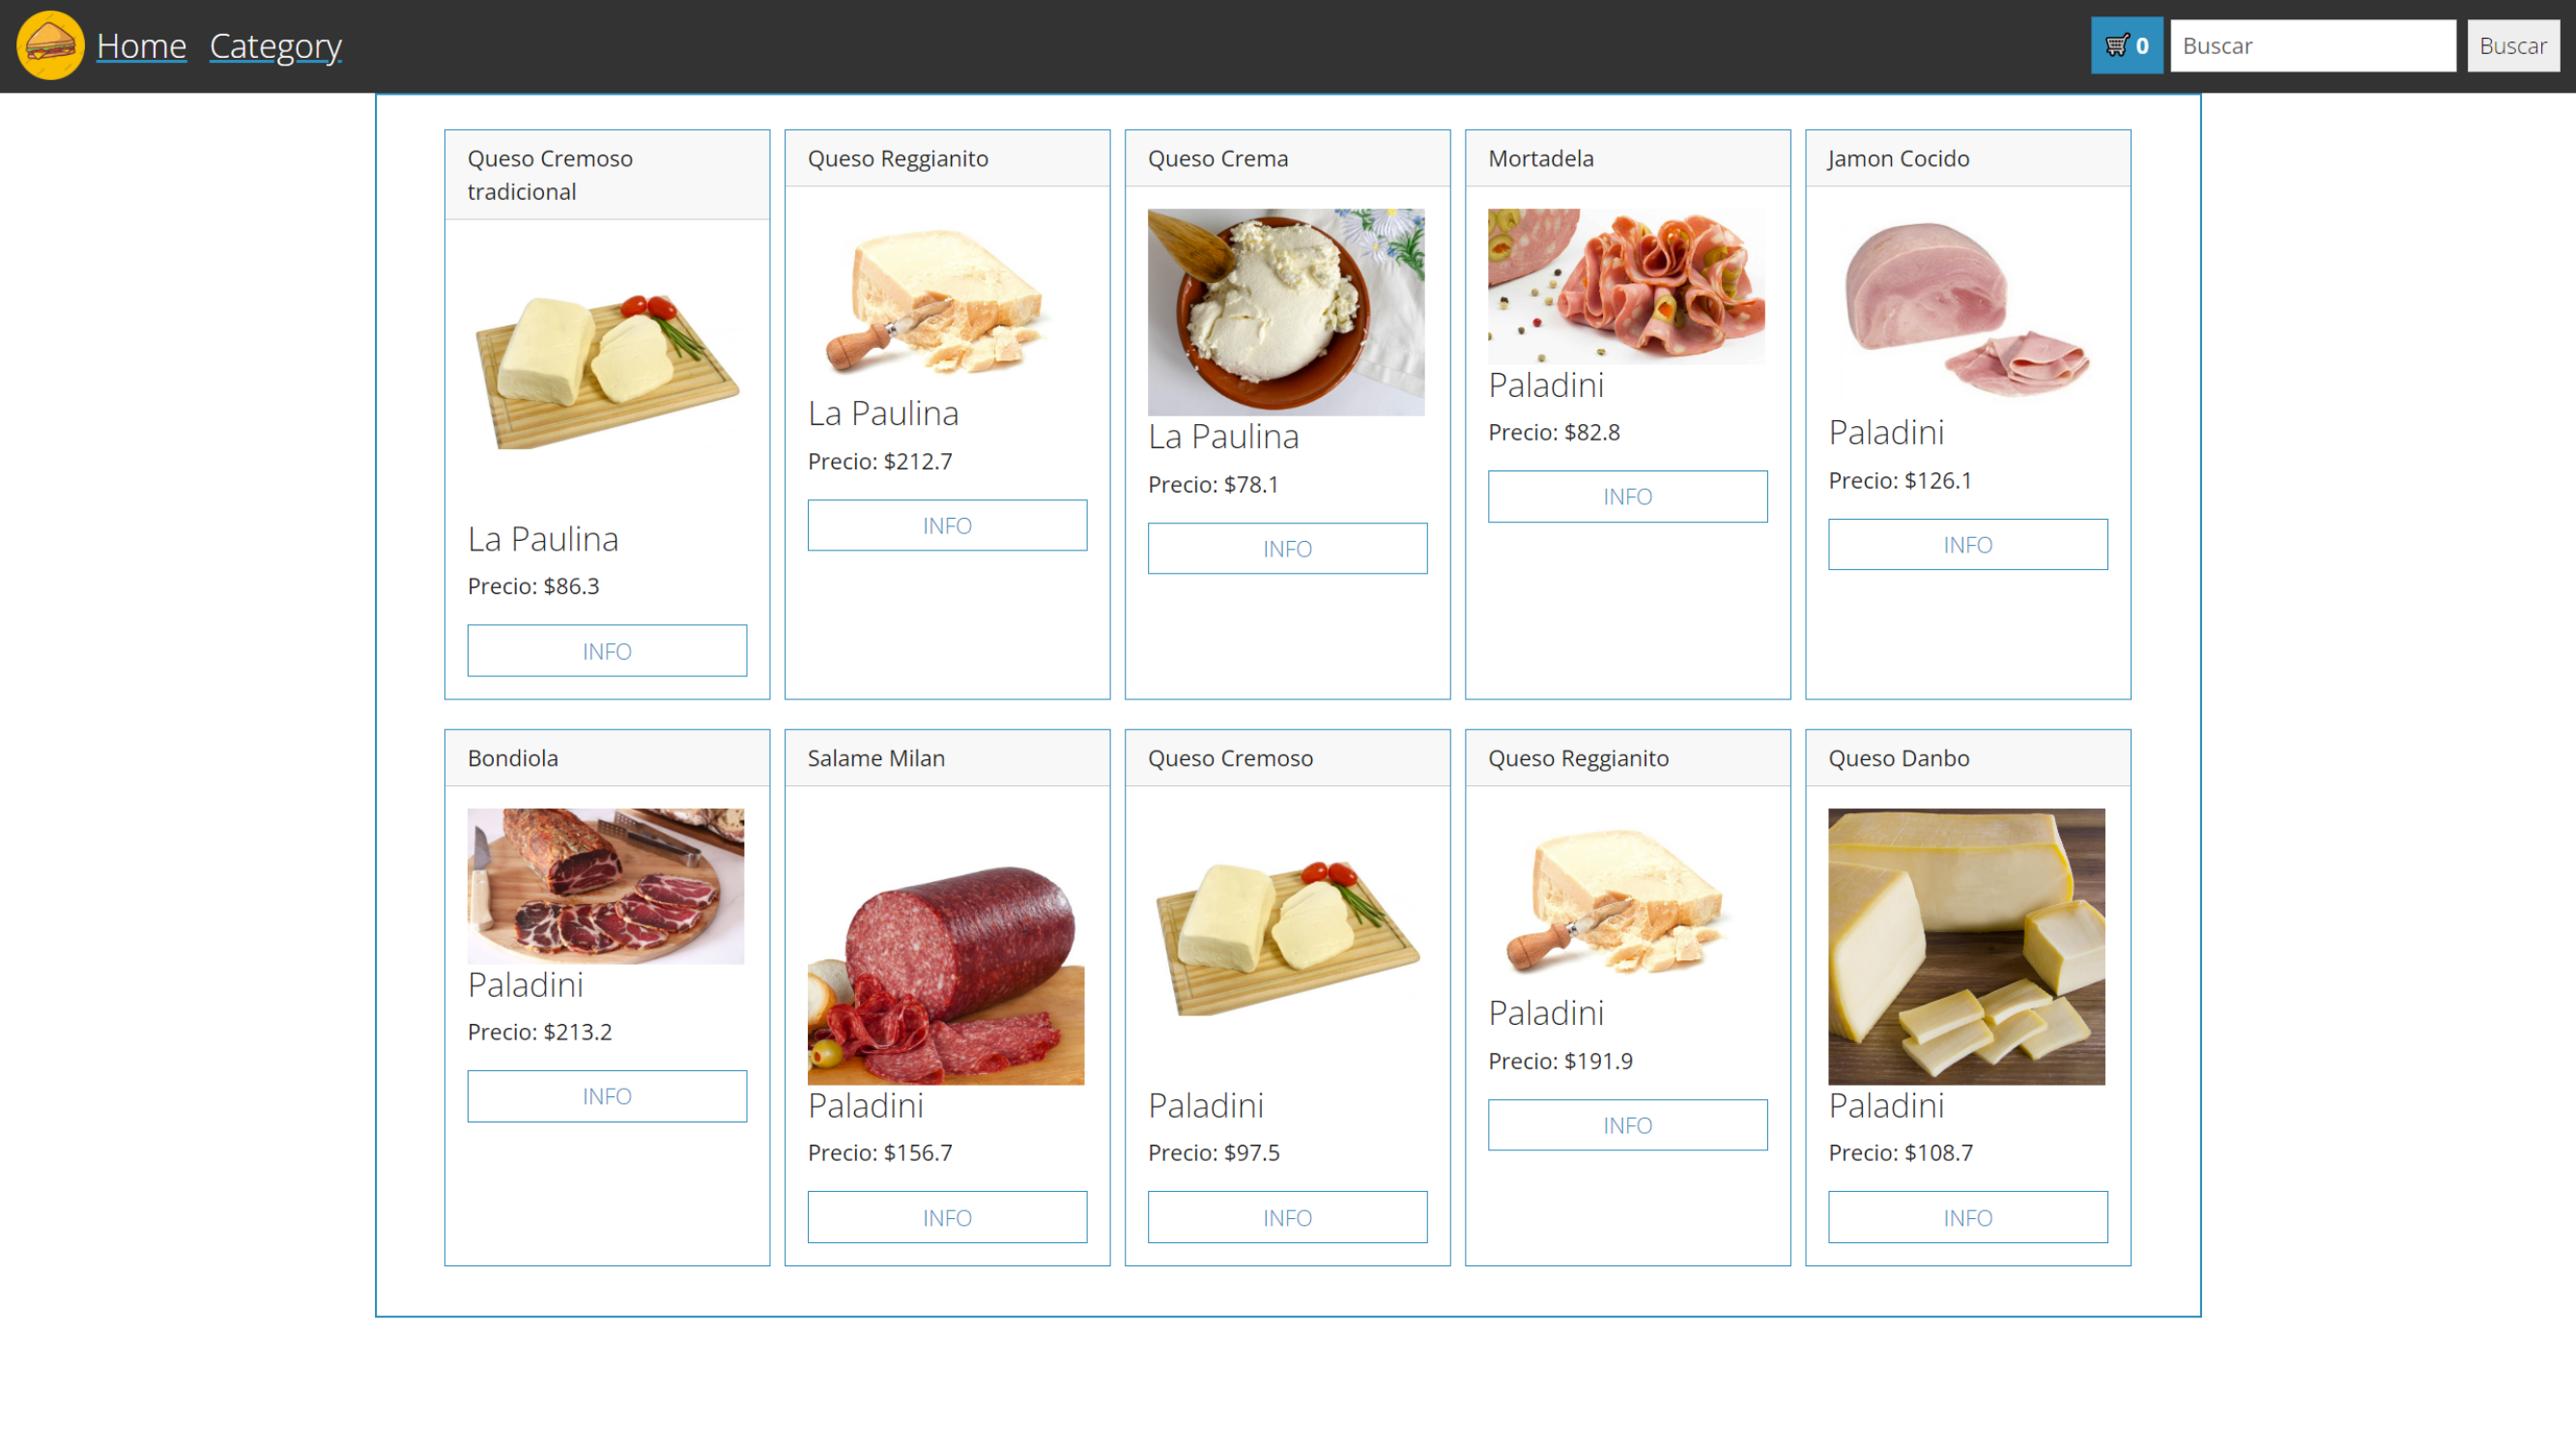 Home Category 0 Buscar Buscar
Queso Cremoso
tradicional
La Paulina
Precio: $86.3
INFO
Queso Reggianito
La Paulina
Precio: $212.7
INFO
Queso Crema
La Paulina
Precio: $78.1
INFO
Mortadela
Paladini
Precio: $82.8
INFO
Jamon Cocido
Paladini
Precio: $126.1
INFO
Bondiola
Paladini
Precio: $213.2
INFO
Salame Milan
Paladini
Precio: $156.7
INFO
Queso Cremoso
Paladini
Precio: $97.5
INFO
Queso Reggianito
Paladini
Precio: $191.9
INFO
Queso Danbo
Paladini
Precio: $108.7
INFO